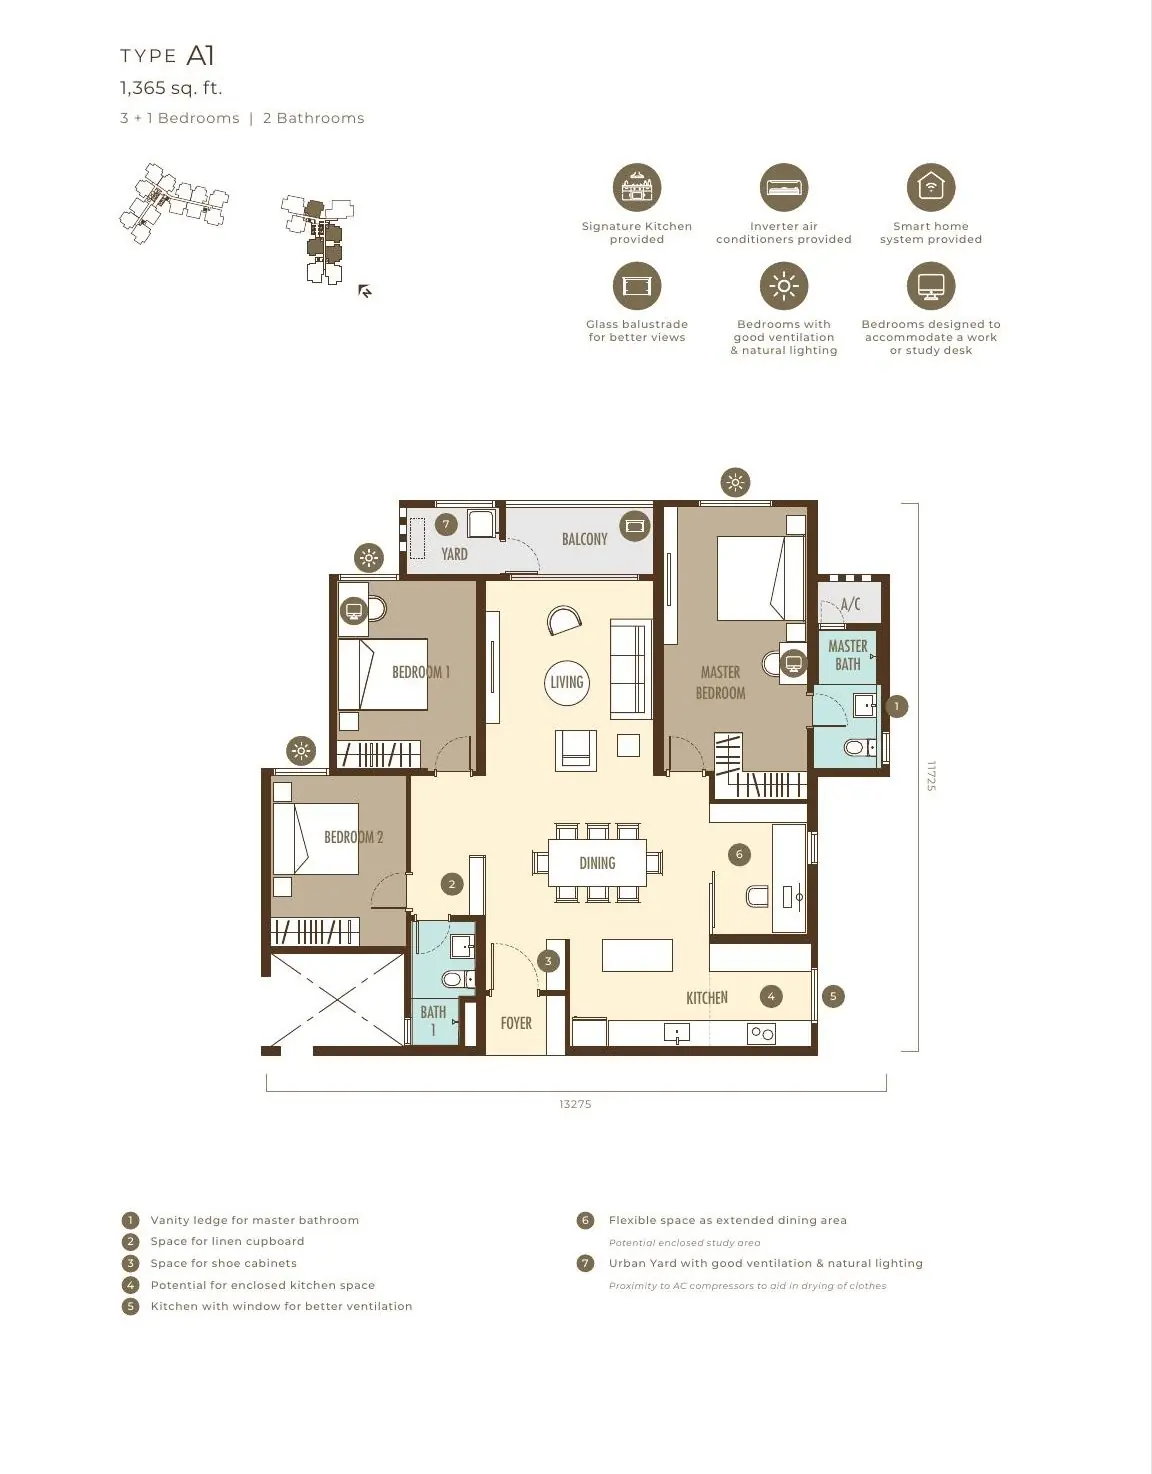 TYPE A1
1,365 sq. ft.
3 + 1 Bedrooms | 2 Bathrooms
N
Signature Kitchen
provided
Inverter air
conditioners provided
Smart home
system provided
Glass balustrade
for better views
Bedrooms with
good ventilation
& natural lighting
Bedrooms designed to
accommodate a work
or study desk
7
YARD
BALCONY
A/C
MASTER
BATH
BEDROOM 1
LIVING
MASTER
BEDROOM
1
11725
BEDROOM 2
DINING
6
2
3
KITCHEN
4
5
BATH
1
FOYER
13275
1 Vanity ledge for master bathroom
2 Space for linen cupboard
3 Space for shoe cabinets
4 Potential for enclosed kitchen space
5 Kitchen with window for better ventilation
6 Flexible space as extended dining area
Potential enclosed study area
7 Urban Yard with good ventilation & natural lighting
Proximity to AC compressors to aid in drying of clothes